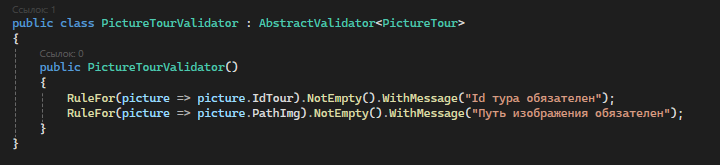 Ссылок: 1
public class PictureTourValidator : AbstractValidator<PictureTour>
{
Ссылок: 0
public PictureTourValidator()
{
RuleFor(picture => picture.IdTour).NotEmpty().WithMessage("Id тура обязателен");
RuleFor(picture => picture.PathImg).NotEmpty().WithMessage("Путь изображения обязателен");
}
}